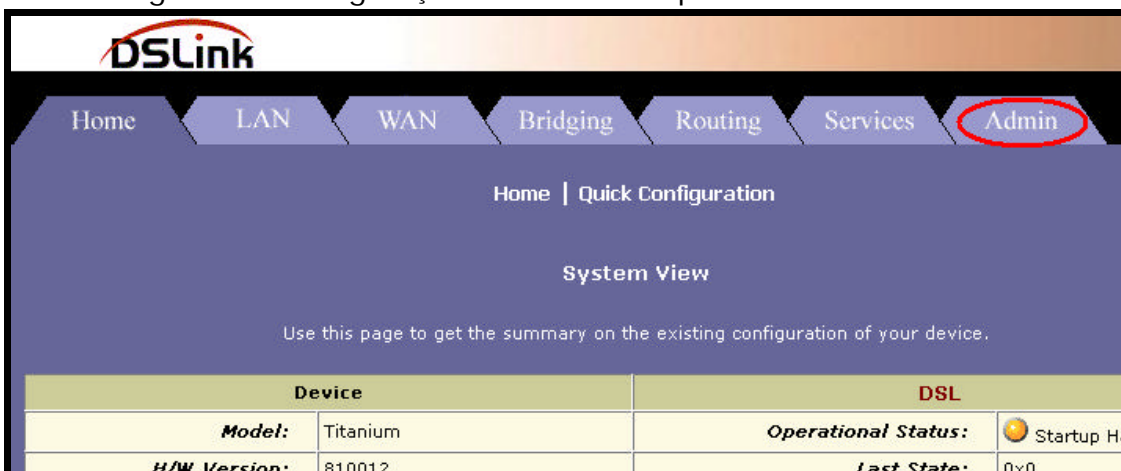 DSLink
Home LAN WAN Bridging Routing Services Admin
Home | Quick Configuration
System View
Use this page to get the summary on the existing configuration of your device.
Device DSL
Model: Titanium Operational Status: Startup
H/W Version: 810012 Last State: 0x0